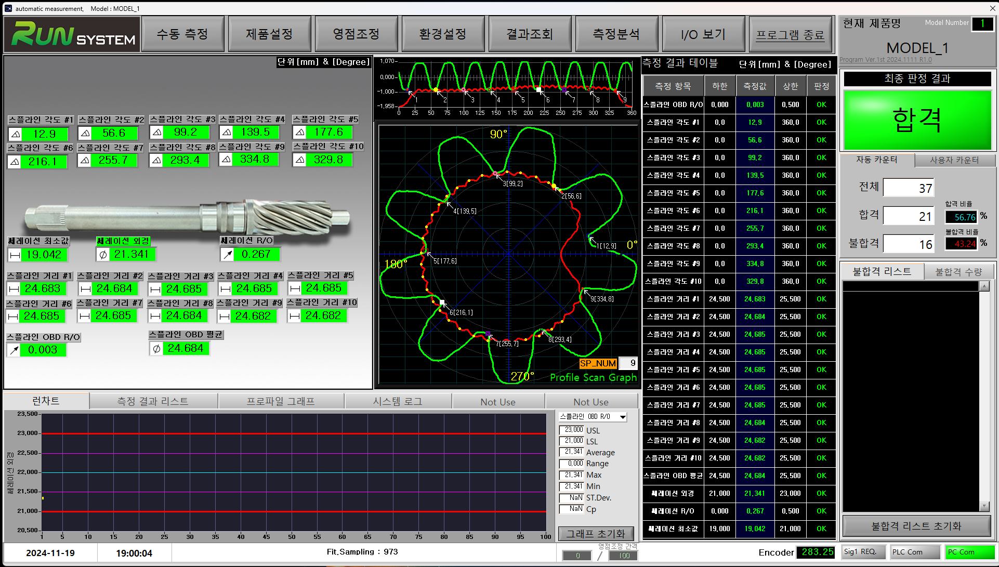 automatic measurement, Model : MODEL_1
RUN SYSTEM
수동 측정
제품설정
영점조정
환경설정
결과조회
측정분석
I/O 보기
프로그램 종료
현재 제품명
Model Number
1
MODEL_1
Program Ver.1st 2024.1111 R1.0
단위[mm] & [Degree]
스플라인 각도 #1
12.9
스플라인 각도 #2
56.6
스플라인 각도 #3
99.2
스플라인 각도 #4
139.5
스플라인 각도 #5
177.6
스플라인 각도 #6
216.1
스플라인 각도 #7
255.7
스플라인 각도 #8
293.4
스플라인 각도 #9
334.8
스플라인 각도 #10
329.8
쎄레이션 최소값
19.042
쎄레이션 외경
21.341
쎄레이션 R/O
0.267
스플라인 거리 #1
24.683
스플라인 거리 #2
24.684
스플라인 거리 #3
24.685
스플라인 거리 #4
24.685
스플라인 거리 #5
24.685
스플라인 거리 #6
24.685
스플라인 거리 #7
24.685
스플라인 거리 #8
24.684
스플라인 거리 #9
24.682
스플라인 거리 #10
24.682
스플라인 OBD R/O
0.003
스플라인 OBD 평균
24.684
1,070
0,000
-1,000
-1,958
1 2 3 4 5 6 7 8 9
0 25 50 75 100 125 150 175 200 225 250 275 300 325 360
90°
0°
180°
270°
1[12,9]
2[56,6]
3[99,2]
4[139,5]
5[177,6]
6[216,1]
7[255,7]
8[293,4]
9[334,8]
SP_NUM 9
Profile Scan Graph
측정 결과 테이블 단위[mm] & [Degree]
측정 항목 하한 측정값 상한 판정
스플라인 OBD R/O 0,000 0,003 0,500 OK
스플라인 각도 #1 0,0 12,9 360,0 OK
스플라인 각도 #2 0,0 56,6 360,0 OK
스플라인 각도 #3 0,0 99,2 360,0 OK
스플라인 각도 #4 0,0 139,5 360,0 OK
스플라인 각도 #5 0,0 177,6 360,0 OK
스플라인 각도 #6 0,0 216,1 360,0 OK
스플라인 각도 #7 0,0 255,7 360,0 OK
스플라인 각도 #8 0,0 293,4 360,0 OK
스플라인 각도 #9 0,0 334,8 360,0 OK
스플라인 각도 #10 0,0 329,8 360,0 OK
스플라인 거리 #1 24,500 24,683 25,500 OK
스플라인 거리 #2 24,500 24,684 25,500 OK
스플라인 거리 #3 24,500 24,685 25,500 OK
스플라인 거리 #4 24,500 24,685 25,500 OK
스플라인 거리 #5 24,500 24,685 25,500 OK
스플라인 거리 #6 24,500 24,685 25,500 OK
스플라인 거리 #7 24,500 24,685 25,500 OK
스플라인 거리 #8 24,500 24,684 25,500 OK
스플라인 거리 #9 24,500 24,682 25,500 OK
스플라인 거리 #10 24,500 24,682 25,500 OK
스플라인 OBD 평균 24,500 24,684 25,500 OK
쎄레이션 외경 21,000 21,341 23,000 OK
쎄레이션 R/O 0,000 0,267 0,500 OK
쎄레이션 최소값 19,000 19,042 21,000 OK
최종 판정 결과
합격
자동 카운터
사용자 카운터
전체 37
합격 21
합격 비율
56.76 %
불합격 16
불합격 비율
43.24 %
불합격 리스트
불합격 수량
불합격 리스트 초기화
런차트
측정 결과 리스트
프로파일 그래프
시스템 로그
Not Use
Not Use
쎄레이션 외경
23,500
23,000
22,500
22,000
21,500
21,000
20,500
1 5 10 15 20 25 30 35 40 45 50 55 60 65 70 75 80 85 90 95 100
스플라인 OBD R/O
23,000 USL
21,000 LSL
21,341 Average
0,000 Range
21,341 Max
21,341 Min
NaN ST.Dev.
NaN Cp
그래프 초기화
2024-11-19
19:00:04
Fit,Sampling : 973
영점조정 간격
0 / 100
Encoder 283.25
Sig1 REQ.
PLC Com
PC Com